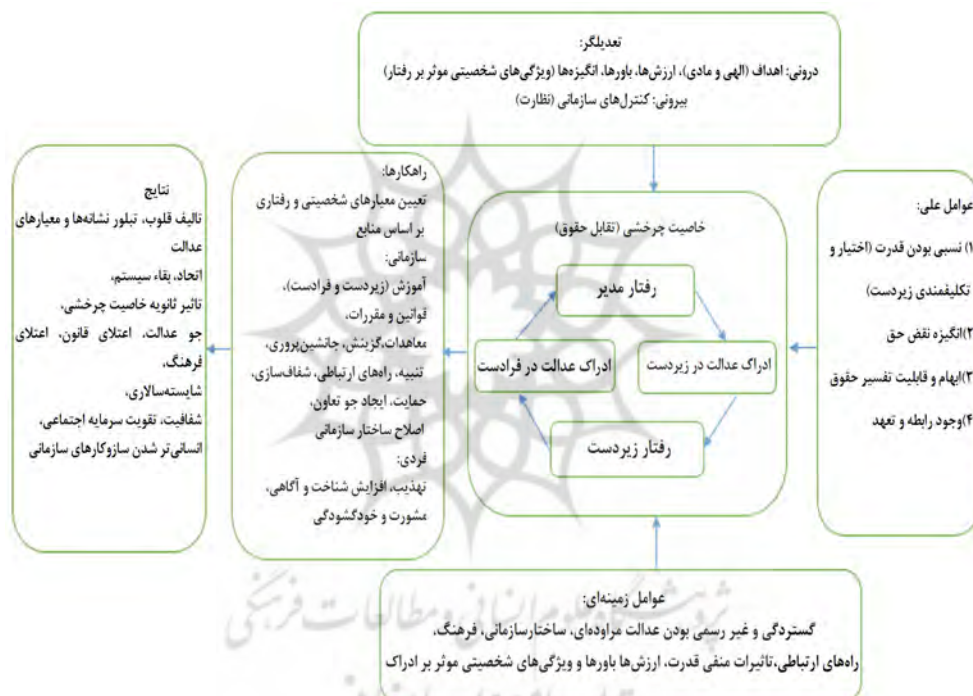 تعدیلگر:
درونی: اهداف (الهی و مادی)، ارزش‌ها، باورها، انگیزه‌ها (ویژگی‌های شخصیتی موثر بر رفتار)
بیرونی: کنترل‌های سازمانی (نظارت)
عوامل علی:
۱) نسبی بودن قدرت (اختیار و
تکلیفمندی زیردست)
۲)انگیزه نقض حق
۳)ابهام و قابلیت تفسیر حقوق
۴)وجود رابطه و تعهد
خاصیت چرخشی (تقابل حقوق)
رفتار مدیر
ادراک عدالت در زیردست
ادراک عدالت در فرادست
رفتار زیردست
راهکارها:
تعیین معیارهای شخصیتی و رفتاری
بر اساس منابع
سازمانی:
آموزش (زیردست و فرادست)،
قوانین و مقررات،
معاهدات،گزینش، جانشین‌پروری،
تنبیه، راه‌های ارتباطی، شفاف‌سازی،
حمایت، ایجاد جو تعاون،
اصلاح ساختار سازمانی
فردی:
تهذیب، افزایش شناخت و آگاهی،
مشورت و خودگشودگی
نتایج
تالیف قلوب، تبلور نشانه‌ها و معیارهای
عدالت
اتحاد، بقاء سیستم،
تاثیر ثانویه خاصیت چرخشی،
جو عدالت، اعتلای قانون، اعتلای
فرهنگ،
شایسته‌سالاری،
شفافیت، تقویت سرمایه اجتماعی،
انسانی‌تر شدن سازوکارهای سازمانی
عوامل زمینه‌ای:
گستردگی و غیر رسمی بودن عدالت مراوده‌ای، ساختارسازمانی، فرهنگ،
راه‌های ارتباطی،تاثیرات منفی قدرت، ارزش‌ها باورها و ویژگی‌های شخصیتی موثر بر ادراک
پژوهشگاه علوم انسانی و مطالعات فرهنگی